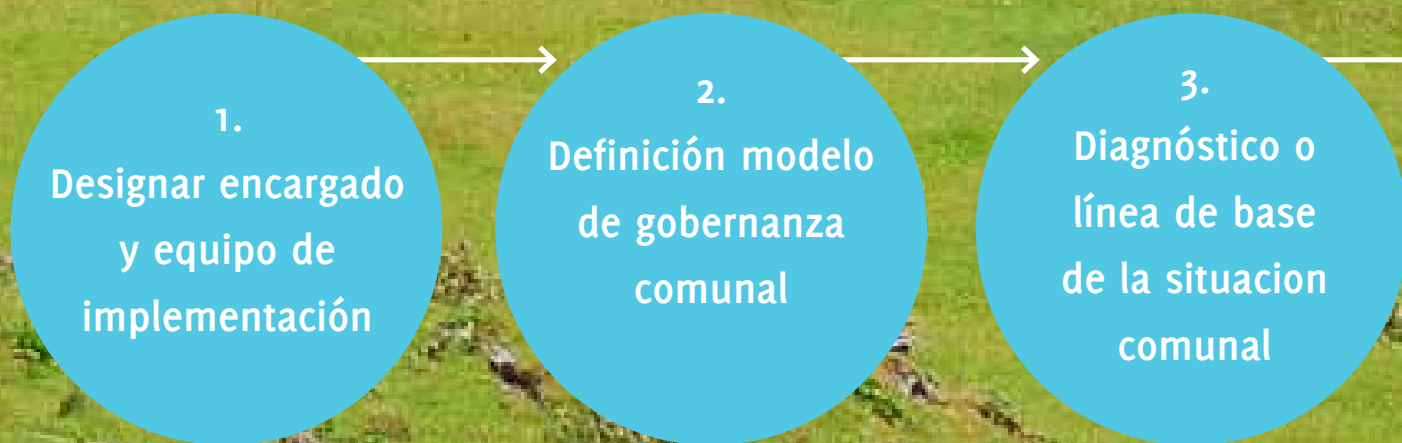 1.
Designar encargado
y equipo de
implementación
2.
Definición modelo
de gobernanza
comunal
3.
Diagnóstico o
línea de base
de la situacion
comunal